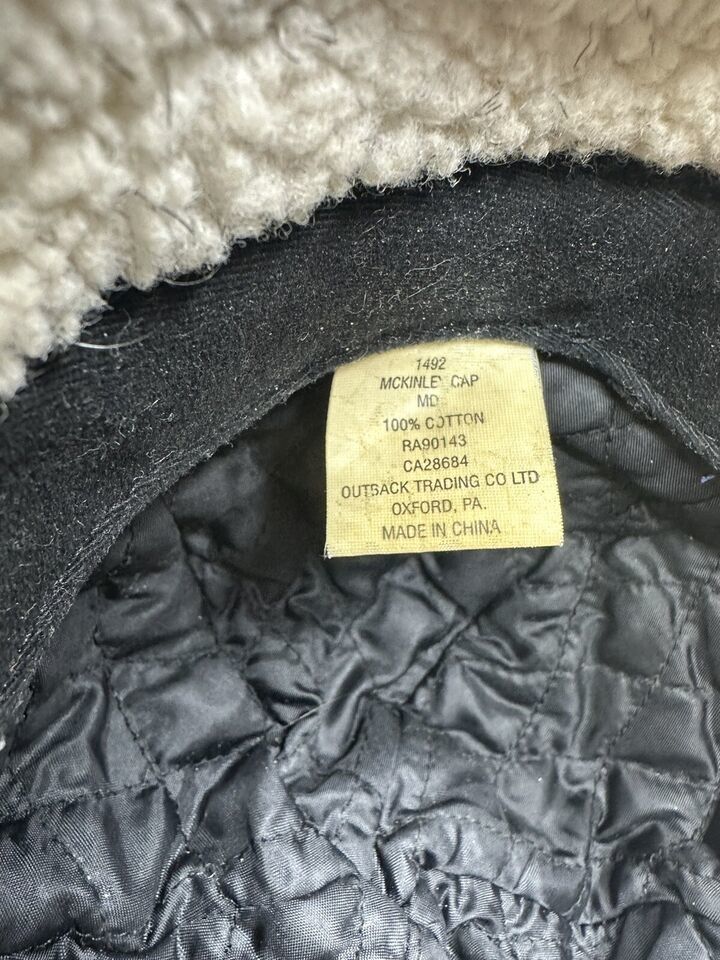 1492
MCKINLEY CAP
MD
100% COTTON
RA90143
CA28684
OUTBACK TRADING CO LTD
OXFORD, PA.
MADE IN CHINA